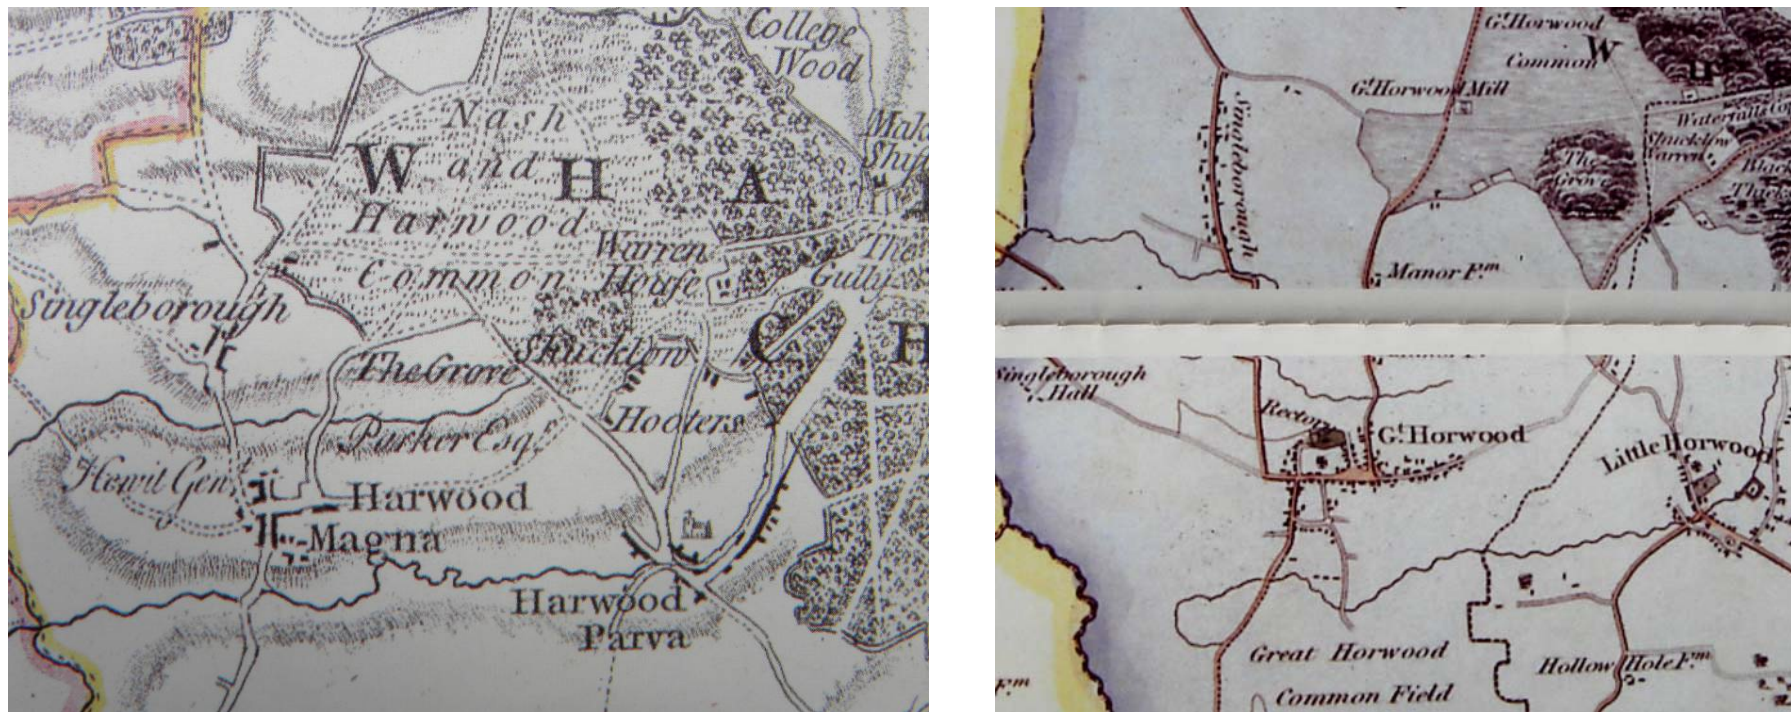 College
Wood
Nash
and
Harwood
Common
W H A
C H
Warren
House
The
Gully
Singleborough
The Grove
Shucklow
Hooters
Parker Esq.
Hewit Gen.
Harwood
Magna
Harwood
Parva
Gt. Horwood
Common
W
H
Gt. Horwood Mill
Singleborough
The
Grove
Shucklow
Warren
Manor Fm.
Singleborough
Hall
Rectory
Gt. Horwood
Little Horwood
Great Horwood
Common Field
Hollow Hole Fm.